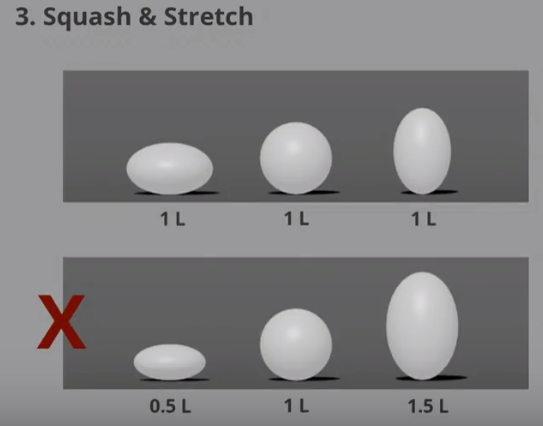 3. Squash & Stretch
1 L 1 L 1 L
X
0.5 L 1 L 1.5 L